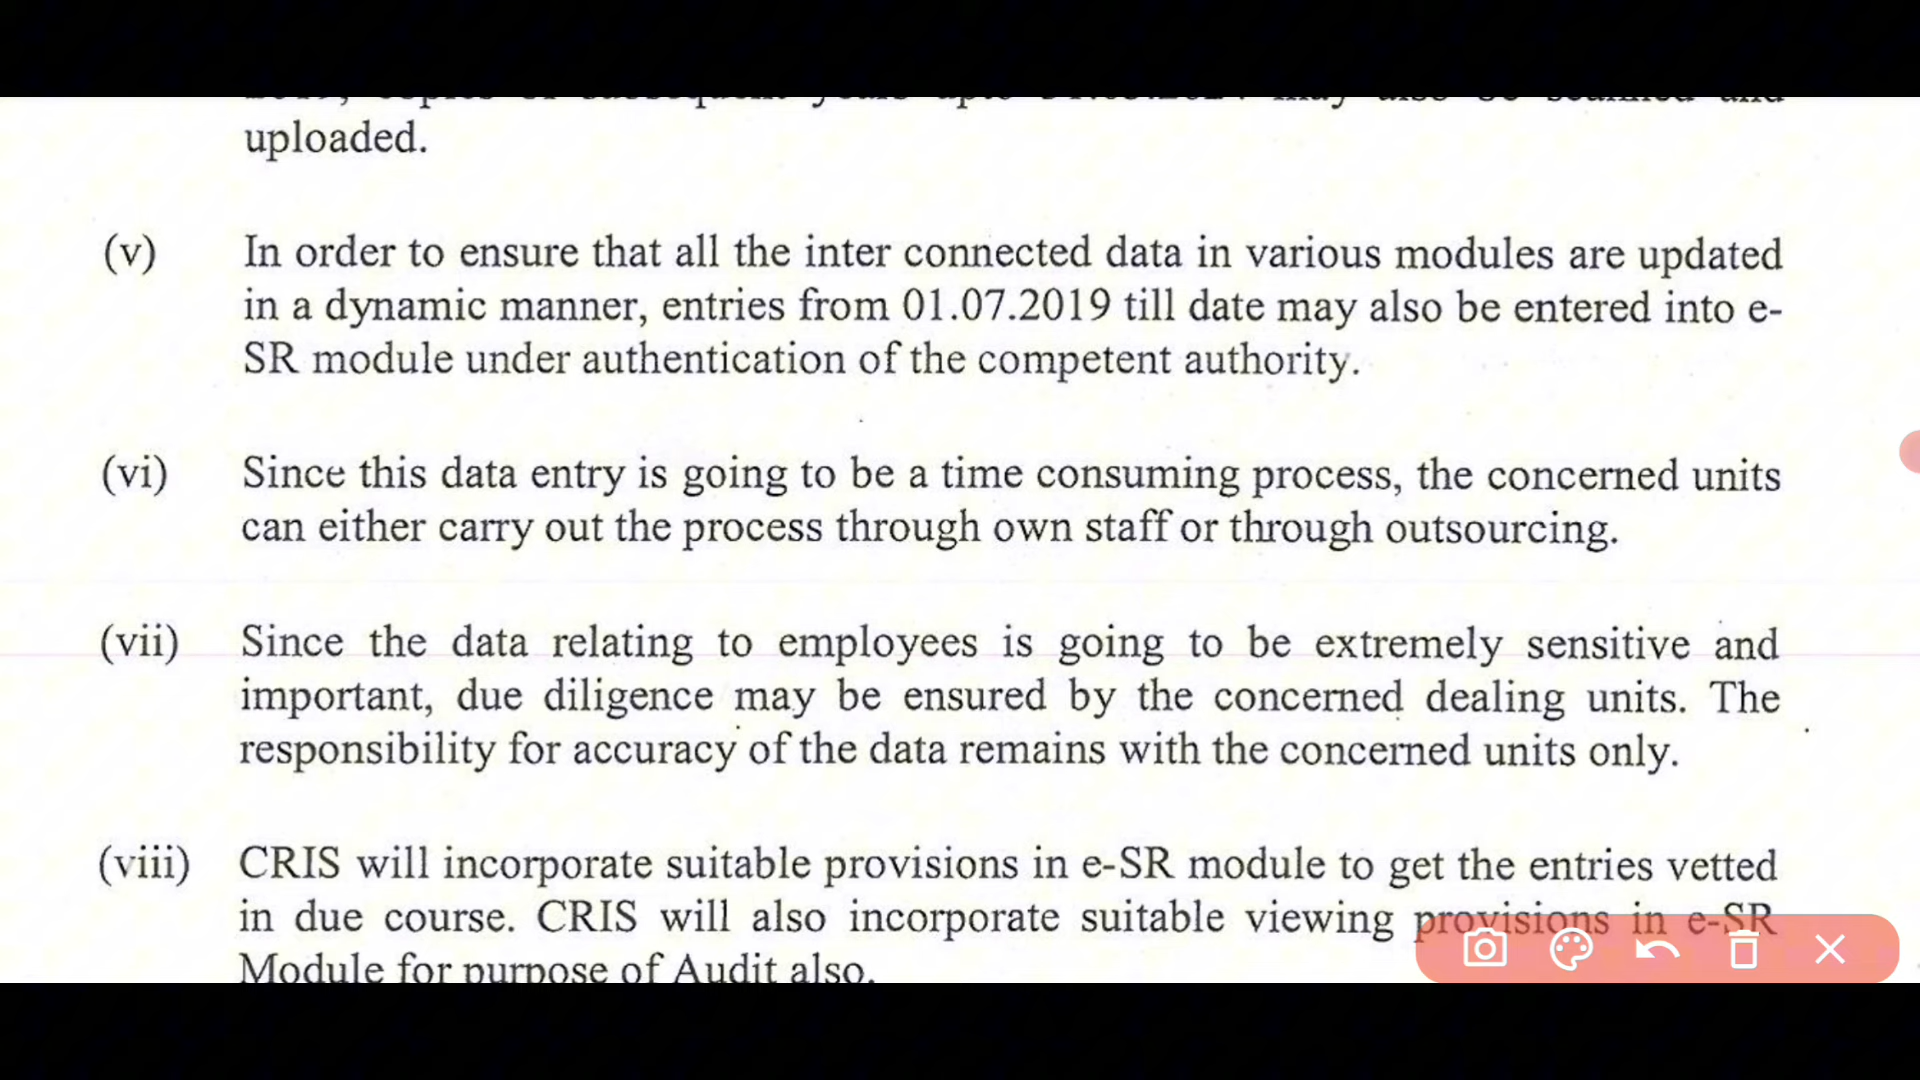 uploaded.
(v) In order to ensure that all the inter connected data in various modules are updated
in a dynamic manner, entries from 01.07.2019 till date may also be entered into e-
SR module under authentication of the competent authority.
(vi) Since this data entry is going to be a time consuming process, the concerned units
can either carry out the process through own staff or through outsourcing.
(vii) Since the data relating to employees is going to be extremely sensitive and
important, due diligence may be ensured by the concerned dealing units. The
responsibility for accuracy of the data remains with the concerned units only.
(viii) CRIS will incorporate suitable provisions in e-SR module to get the entries vetted
in due course. CRIS will also incorporate suitable viewing provisions in e-SR
Module for purpose of Audit also.